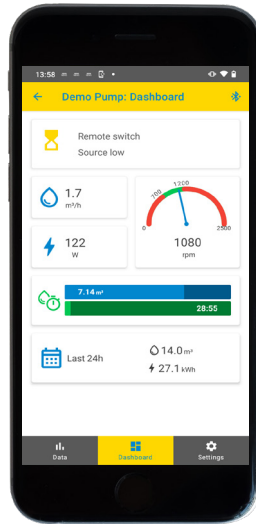 13:58
Demo Pump: Dashboard
Remote switch
Source low
1.7
m³/h
122
W
0 700 1200 2500
1080
rpm
7.14 m³
28:55
Last 24h
14.0 m³
27.1 kWh
Data Dashboard Settings